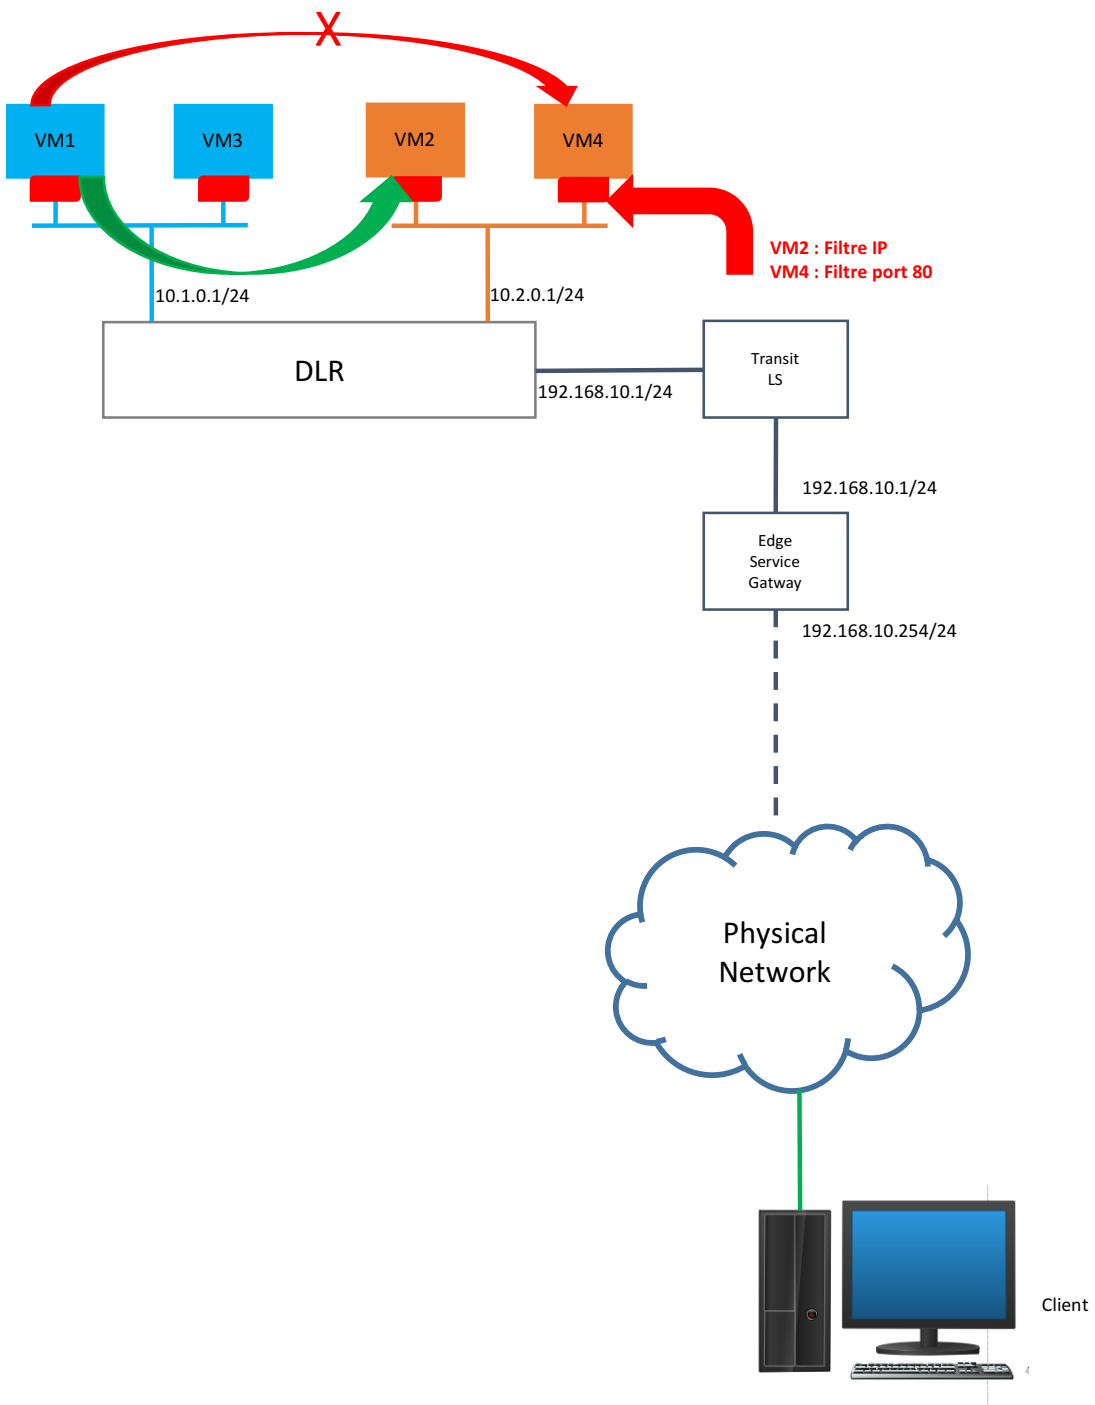 X
VM1
VM3
VM2
VM4
VM2 : Filtre IP
VM4 : Filtre port 80
10.1.0.1/24
10.2.0.1/24
DLR
192.168.10.1/24
Transit
LS
192.168.10.1/24
Edge
Service
Gatway
192.168.10.254/24
Physical
Network
Client